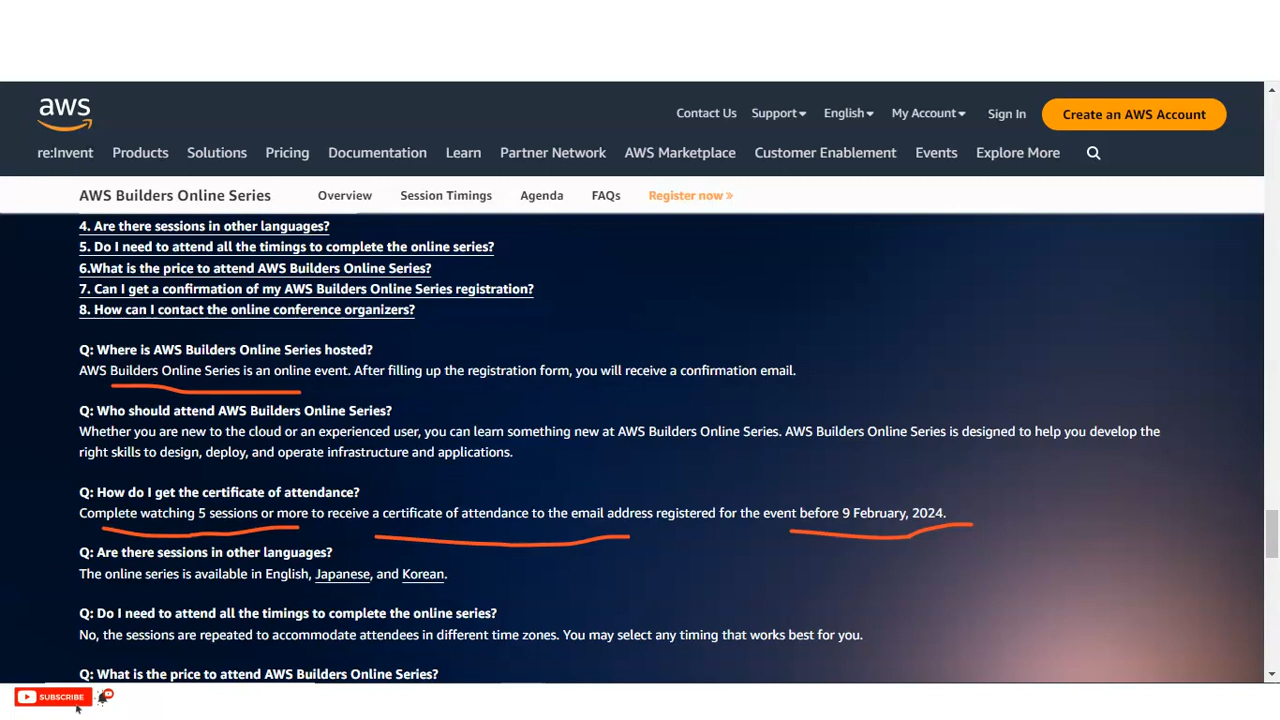 aws
Contact Us Support English My Account Sign In Create an AWS Account
re:Invent Products Solutions Pricing Documentation Learn Partner Network AWS Marketplace Customer Enablement Events Explore More
AWS Builders Online Series Overview Session Timings Agenda FAQs Register now »
4. Are there sessions in other languages?
5. Do I need to attend all the timings to complete the online series?
6.What is the price to attend AWS Builders Online Series?
7. Can I get a confirmation of my AWS Builders Online Series registration?
8. How can I contact the online conference organizers?
Q: Where is AWS Builders Online Series hosted?
AWS Builders Online Series is an online event. After filling up the registration form, you will receive a confirmation email.
Q: Who should attend AWS Builders Online Series?
Whether you are new to the cloud or an experienced user, you can learn something new at AWS Builders Online Series. AWS Builders Online Series is designed to help you develop the
right skills to design, deploy, and operate infrastructure and applications.
Q: How do I get the certificate of attendance?
Complete watching 5 sessions or more to receive a certificate of attendance to the email address registered for the event before 9 February, 2024.
Q: Are there sessions in other languages?
The online series is available in English, Japanese, and Korean.
Q: Do I need to attend all the timings to complete the online series?
No, the sessions are repeated to accommodate attendees in different time zones. You may select any timing that works best for you.
Q: What is the price to attend AWS Builders Online Series?
SUBSCRIBE